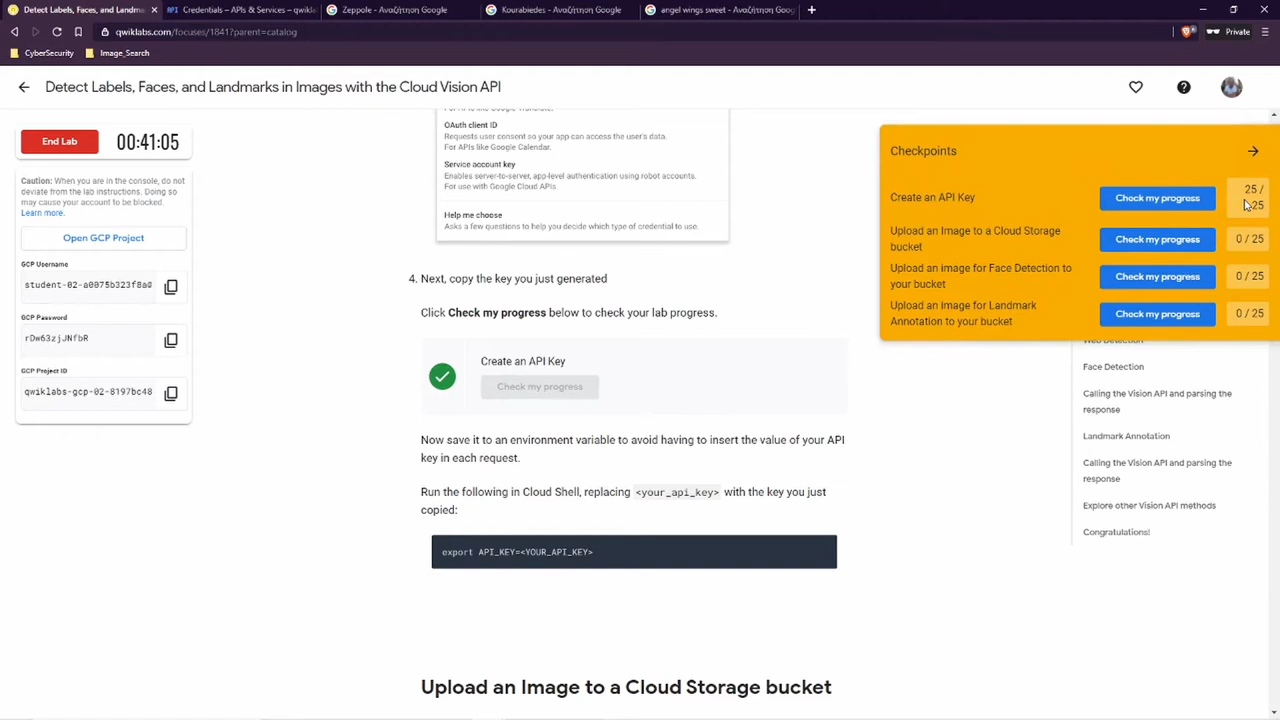 Detect Labels, Faces, and Landma
Credentials – APIs & Services – qwikl
Zeppole - Αναζήτηση Google
Kourabiedes - Αναζήτηση Google
angel wings sweet - Αναζήτηση Goog
qwiklabs.com/focuses/1841?parent=catalog
Private
CyberSecurity
Image_Search
Detect Labels, Faces, and Landmarks in Images with the Cloud Vision API
End Lab
00:41:05
Caution: When you are in the console, do not
deviate from the lab instructions. Doing so
may cause your account to be blocked.
Learn more.
Open GCP Project
GCP Username
student-02-a0075b323f8a@
GCP Password
rDw63zjJNfbR
GCP Project ID
qwiklabs-gcp-02-8197bc48
For APIs like Google Translate.
OAuth client ID
Requests user consent so your app can access the user's data.
For APIs like Google Calendar.
Service account key
Enables server-to-server, app-level authentication using robot accounts.
For use with Google Cloud APIs.
Help me choose
Asks a few questions to help you decide which type of credential to use.
4. Next, copy the key you just generated
Click Check my progress below to check your lab progress.
Create an API Key
Check my progress
Now save it to an environment variable to avoid having to insert the value of your API
key in each request.
Run the following in Cloud Shell, replacing <your_api_key> with the key you just
copied:
export API_KEY=<YOUR_API_KEY>
Upload an Image to a Cloud Storage bucket
Checkpoints
Create an API Key
Check my progress
25 /
25
Upload an Image to a Cloud Storage
bucket
Check my progress
0 / 25
Upload an image for Face Detection to
your bucket
Check my progress
0 / 25
Upload an Image for Landmark
Annotation to your bucket
Check my progress
0 / 25
Web Detection
Face Detection
Calling the Vision API and parsing the
response
Landmark Annotation
Calling the Vision API and parsing the
response
Explore other Vision API methods
Congratulations!